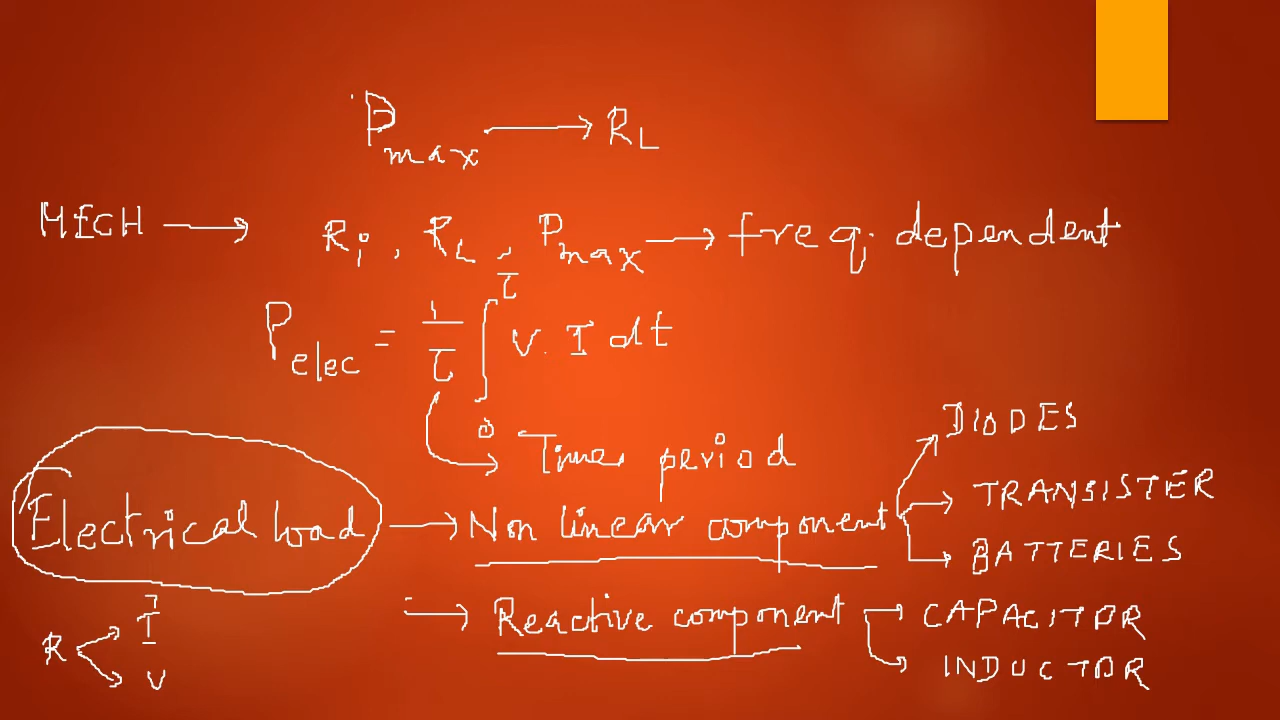 Pmax → RL
MECH → Ri, RL, Pmax → freq. dependent
Pelec = 1/τ ∫₀^τ V. I dt
Time period
Electrical load → Non linear component
DIODES
TRANSISTER
BATTERIES
→ Reactive component
CAPACITOR
INDUCTOR
R
I
V